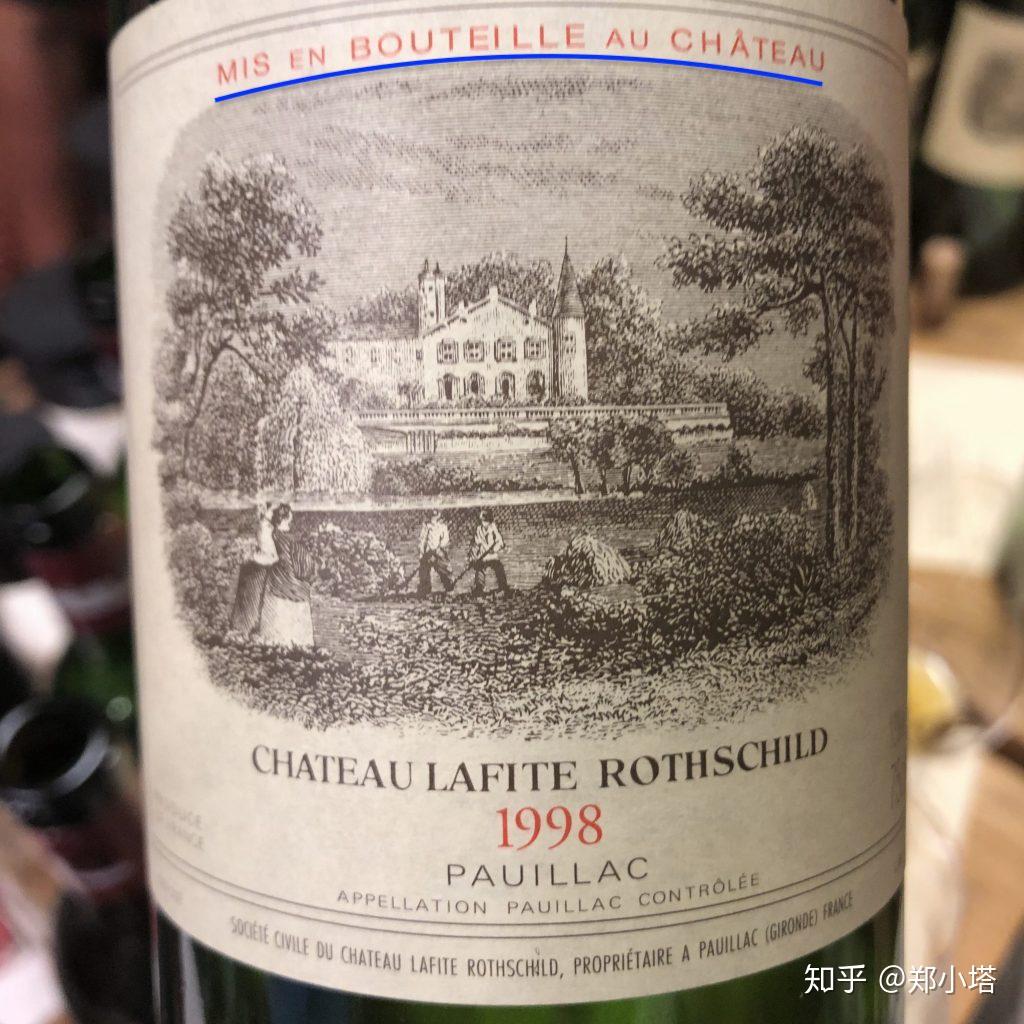 MIS EN BOUTEILLE AU CHÂTEAU
CHATEAU LAFITE ROTHSCHILD
1998
PAUILLAC
APPELLATION PAUILLAC CONTRÔLÉE
SOCIÉTÉ CIVILE DU CHATEAU LAFITE ROTHSCHILD, PROPRIÉTAIRE A PAUILLAC (GIRONDE) FRANCE
知乎 @郑小塔